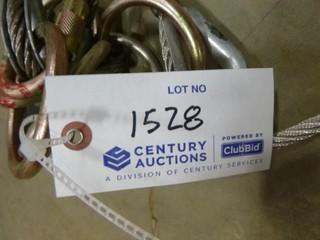 LOT NO
1528
CENTURY AUCTIONS
POWERED BY ClubBid
A DIVISION OF CENTURY SERVICES